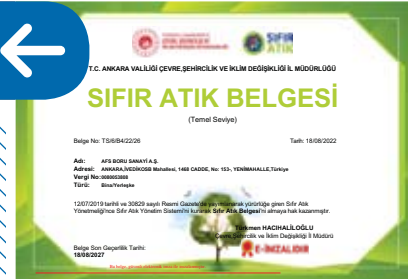 SIFIR
ATIK
T.C. ANKARA VALİLİĞİ ÇEVRE,ŞEHİRCİLİK VE İKLİM DEĞİŞİKLİĞİ İL MÜDÜRLÜĞÜ
SIFIR ATIK BELGESİ
(Temel Seviye)
Belge No: TS/6/B4/22/26
Tarih: 18/08/2022
Adı: AFS BORU SANAYİ A.Ş.
Adresi: ANKARA,İVEDİKOSB Mahallesi, 1468 CADDE, No: 153-, YENİMAHALLE,Türkiye
Vergi No:
Türü: Bina/Yerleşke
12/07/2019 tarihli ve 30829 sayılı Resmi Gazete'de yayımlanarak yürürlüğe giren Sıfır Atık
Yönetmeliği'nce Sıfır Atık Yönetim Sistemi'ni kurarak Sıfır Atık Belgesi'ni almaya hak kazanmıştır.
Türkmen HACIHALİLOĞLU
Çevre,Şehircilik ve İklim Değişikliği İl Müdürü
E-İMZALIDIR
Belge Son Geçerlilik Tarihi:
18/08/2027